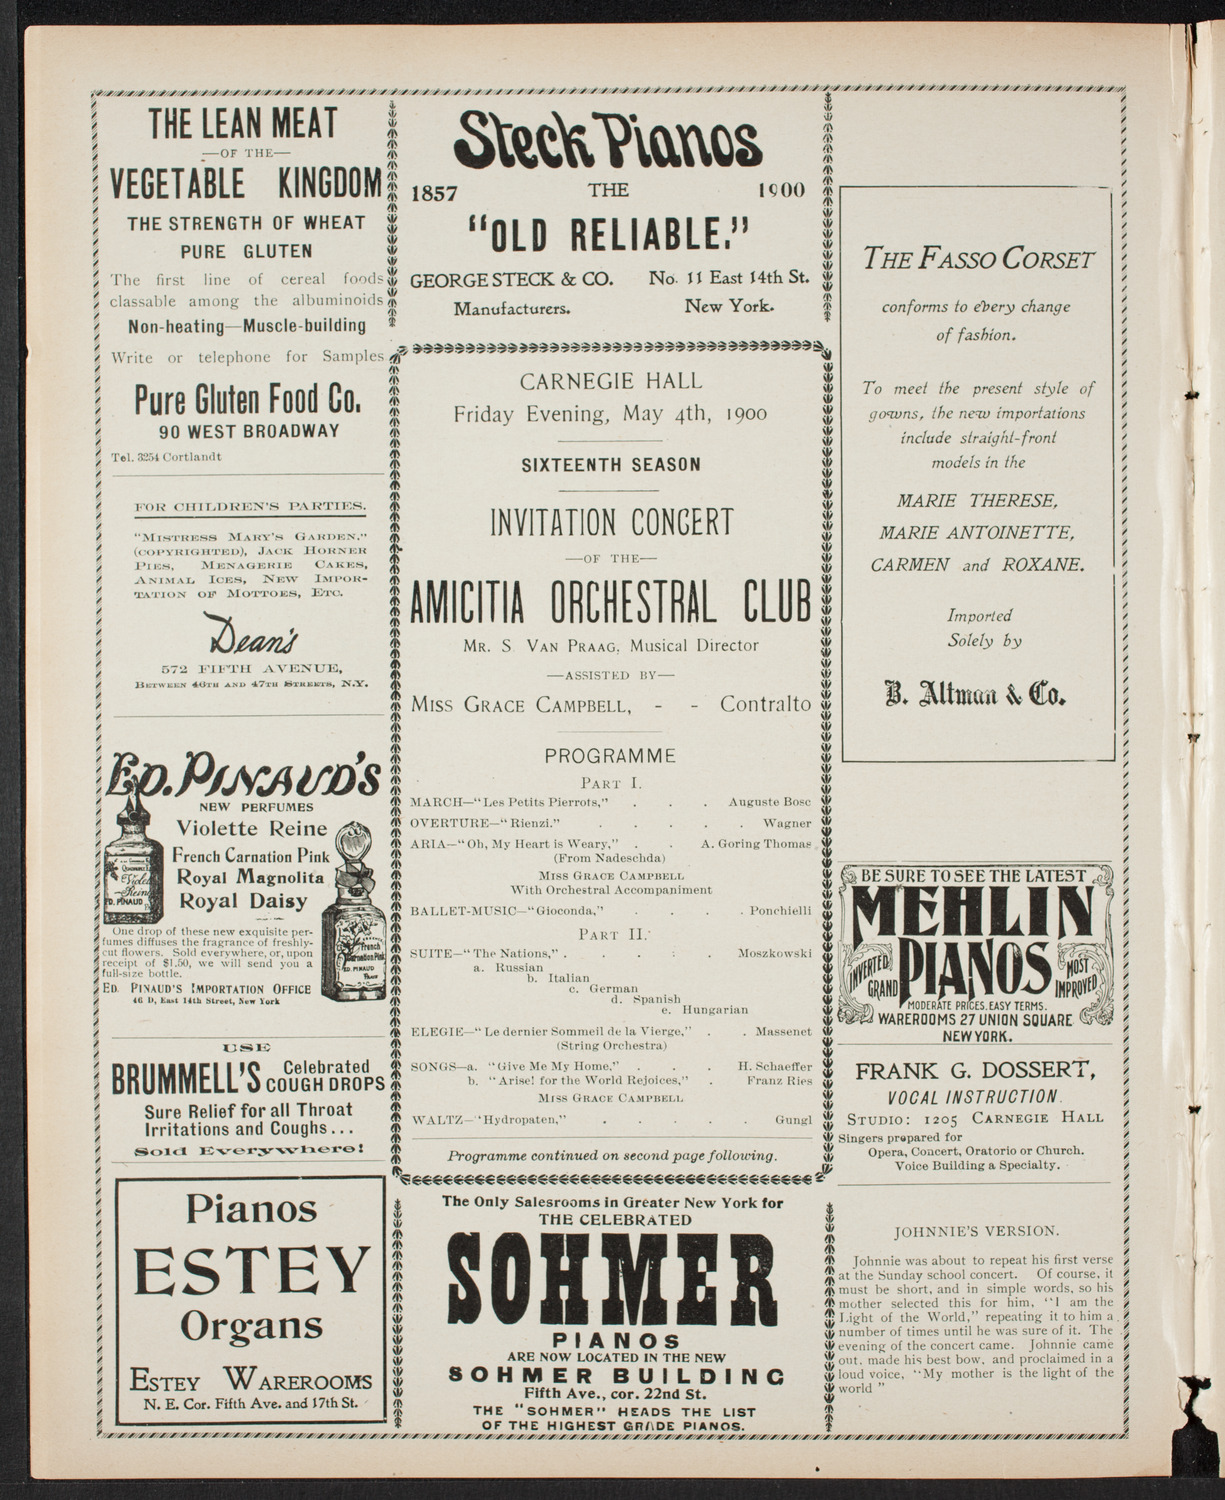 THE LEAN MEAT
—OF THE—
VEGETABLE KINGDOM
THE STRENGTH OF WHEAT
PURE GLUTEN
The first line of cereal foods
classable among the albuminoids
Non-heating—Muscle-building
Write or telephone for Samples
Pure Gluten Food Co.
90 WEST BROADWAY
Tel. 3254 Cortlandt
FOR CHILDREN'S PARTIES.
"MISTRESS MARY'S GARDEN."
(COPYRIGHTED), JACK HORNER
PIES, MENAGERIE CAKES,
ANIMAL ICES, NEW IMPOR-
TATION OF MOTTOES, ETC.
Dean's
572 FIFTH AVENUE,
BETWEEN 46TH AND 47TH STREETS, N.Y.
ED. PINAUD'S
NEW PERFUMES
Violette Reine
French Carnation Pink
Royal Magnolita
Royal Daisy
One drop of these new exquisite per-
fumes diffuses the fragrance of freshly-
cut flowers. Sold everywhere, or, upon
receipt of $1.50, we will send you a
full-size bottle.
ED. PINAUD'S IMPORTATION OFFICE
46 D, East 14th Street, New York
USE
BRUMMELL'S Celebrated
COUGH DROPS
Sure Relief for all Throat
Irritations and Coughs...
Sold Everywhere!
Pianos
ESTEY
Organs
ESTEY WAREROOMS
N. E. Cor. Fifth Ave. and 17th St.
Steck Pianos
1857 THE 1900
"OLD RELIABLE."
GEORGE STECK & CO. No. 11 East 14th St.
Manufacturers. New York.
CARNEGIE HALL
Friday Evening, May 4th, 1900
SIXTEENTH SEASON
INVITATION CONCERT
—OF THE—
AMICITIA ORCHESTRAL CLUB
MR. S VAN PRAAG, Musical Director
—ASSISTED BY—
MISS GRACE CAMPBELL, - - Contralto
PROGRAMME
PART I.
MARCH—"Les Petits Pierrots," . . . Auguste Bosc
OVERTURE—"Rienzi." . . . . . Wagner
ARIA—"Oh, My Heart is Weary," . . A. Goring Thomas
(From Nadeschda)
MISS GRACE CAMPBELL
With Orchestral Accompaniment
BALLET-MUSIC—"Gioconda," . . . . Ponchielli
PART II.
SUITE—"The Nations," . . . . . Moszkowski
a. Russian
b. Italian
c. German
d. Spanish
e. Hungarian
ELEGIE—"Le dernier Sommeil de la Vierge," . . Massenet
(String Orchestra)
SONGS—a. "Give Me My Home," . . . H. Schaeffer
b. "Arise! for the World Rejoices," . Franz Ries
MISS GRACE CAMPBELL
WALTZ—'Hydropaten," . . . . . Gungl
Programme continued on second page following.
The Only Salesrooms in Greater New York for
THE CELEBRATED
SOHMER
PIANOS
ARE NOW LOCATED IN THE NEW
SOHMER BUILDING
Fifth Ave., cor. 22nd St.
THE "SOHMER" HEADS THE LIST
OF THE HIGHEST GRADE PIANOS.
THE FASSO CORSET
conforms to every change
of fashion.
To meet the present style of
gowns, the new importations
include straight-front
models in the
MARIE THERESE,
MARIE ANTOINETTE,
CARMEN and ROXANE.
Imported
Solely by
B. Altman & Co.
BE SURE TO SEE THE LATEST
MEHLIN
PIANOS
INVERTED GRAND
MOST IMPROVED
MODERATE PRICES. EASY TERMS.
WAREROOMS 27 UNION SQUARE
NEW YORK.
FRANK G. DOSSERT,
VOCAL INSTRUCTION.
STUDIO: 1205 CARNEGIE HALL
Singers prepared for
Opera, Concert, Oratorio or Church.
Voice Building a Specialty.
JOHNNIE'S VERSION.
Johnnie was about to repeat his first verse
at the Sunday school concert. Of course, it
must be short, and in simple words, so his
mother selected this for him, "I am the
Light of the World," repeating it to him a
number of times until he was sure of it. The
evening of the concert came. Johnnie came
out, made his best bow, and proclaimed in a
loud voice, "My mother is the light of the
world"